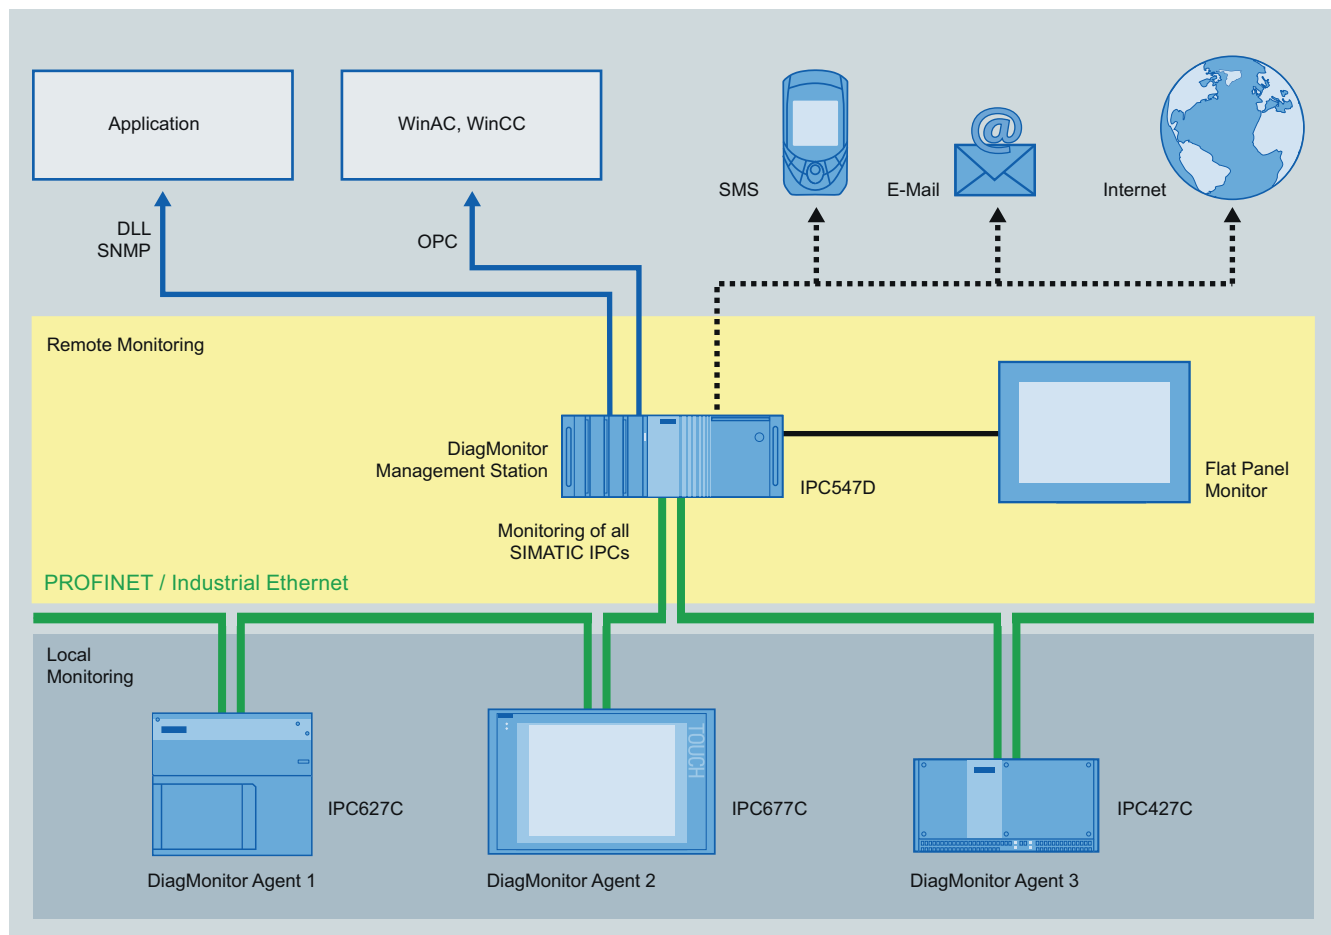 Application
WinAC, WinCC
SMS
E-Mail
@
Internet
DLL
SNMP
OPC
Remote Monitoring
DiagMonitor
Management Station
IPC547D
Flat Panel
Monitor
Monitoring of all
SIMATIC IPCs
PROFINET / Industrial Ethernet
Local
Monitoring
TOUCH
IPC627C
IPC677C
IPC427C
DiagMonitor Agent 1
DiagMonitor Agent 2
DiagMonitor Agent 3